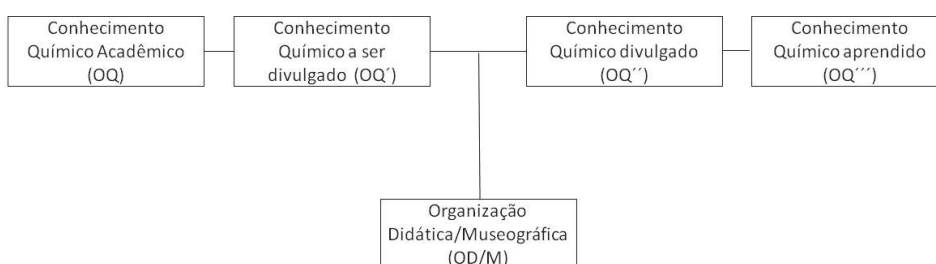 Conhecimento
Químico Acadêmico
(OQ)
Conhecimento
Químico a ser
divulgado (OQ´)
Conhecimento
Químico divulgado
(OQ´´)
Conhecimento
Químico aprendido
(OQ´´´)
Organização
Didática/Museográfica
(OD/M)